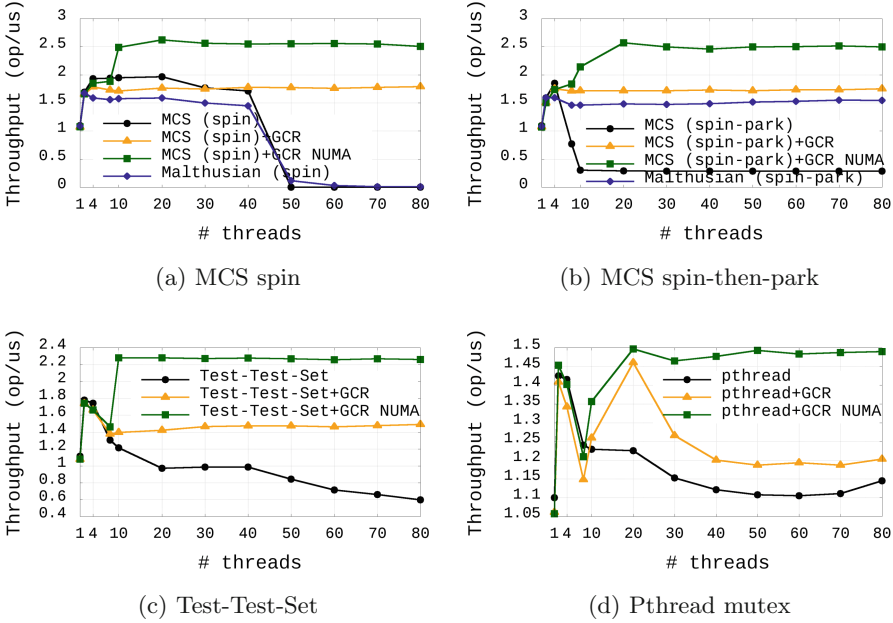 Throughput (op/us)
3
2.5
2
1.5
1
0.5
0
MCS (spin)
MCS (spin)+GCR
MCS (spin)+GCR NUMA
Malthusian (spin)
1 4 10 20 30 40 50 60 70 80
# threads
(a) MCS spin
Throughput (op/us)
3
2.5
2
1.5
1
0.5
0
MCS (spin-park)
MCS (spin-park)+GCR
MCS (spin-park)+GCR NUMA
Malthusian (spin-park)
1 4 10 20 30 40 50 60 70 80
# threads
(b) MCS spin-then-park
Throughput (op/us)
2.4
2.2
2
1.8
1.6
1.4
1.2
1
0.8
0.6
0.4
Test-Test-Set
Test-Test-Set+GCR
Test-Test-Set+GCR NUMA
1 4 10 20 30 40 50 60 70 80
# threads
(c) Test-Test-Set
Throughput (op/us)
1.5
1.45
1.4
1.35
1.3
1.25
1.2
1.15
1.1
1.05
pthread
pthread+GCR
pthread+GCR NUMA
1 4 10 20 30 40 50 60 70 80
# threads
(d) Pthread mutex